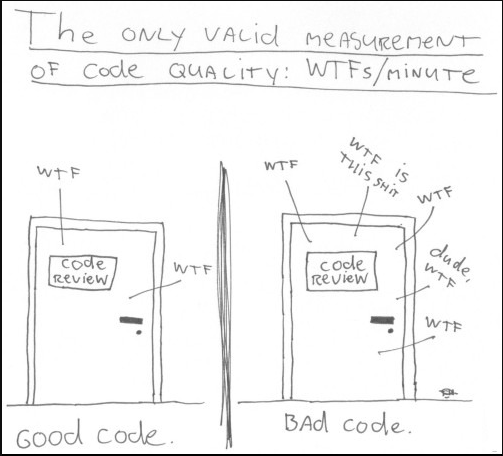 The ONLY VALID MEASUREMENT
OF Code QUALITY: WTFs/MINUTE
WTF
code
REVIEW
WTF
GOOD code.
WTF
WTF is
THIS SHIT
WTF
code
REVIEW
dude,
WTF
WTF
BAD code.